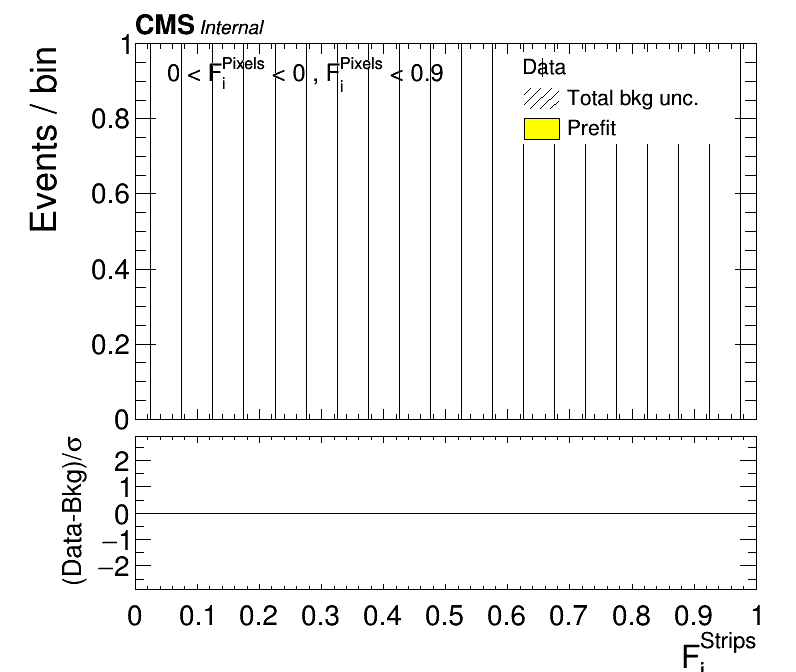 CMS Internal
Events / bin
1
0.8
0.6
0.4
0.2
0
0 < F_i^Pixels < 0 , F_i^Pixels < 0.9
Data
Total bkg unc.
Prefit
(Data-Bkg)/σ
2
1
0
−1
−2
0 0.1 0.2 0.3 0.4 0.5 0.6 0.7 0.8 0.9 1
F_i^Strips